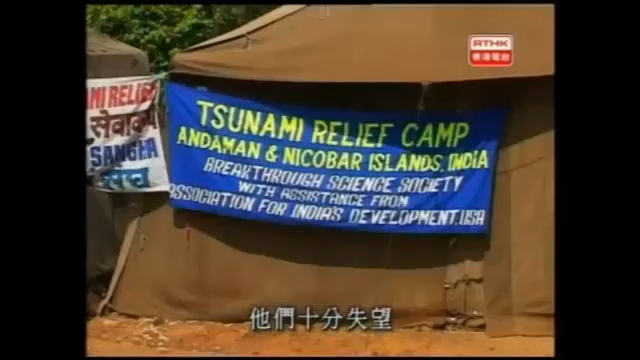 RTHK
香港電台
MI RELIEF
SANGHA
TSUNAMI RELIEF CAMP
ANDAMAN & NICOBAR ISLANDS, INDIA
BREAKTHROUGH SCIENCE SOCIETY
WITH ASSISTANCE FROM
ASSOCIATION FOR INDIA'S DEVELOPMENT, USA
他們十分失望